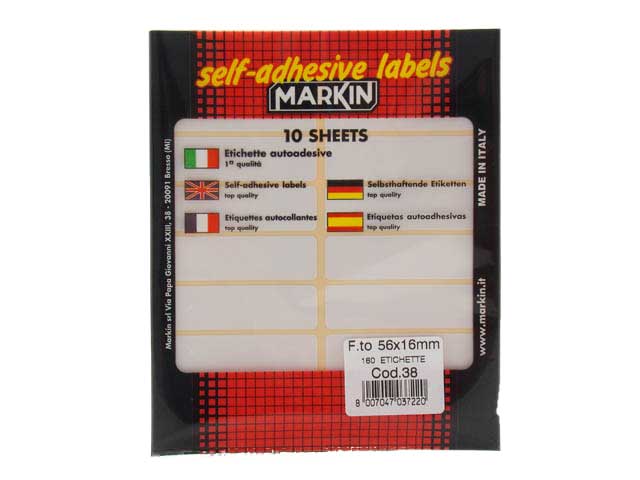 self-adhesive labels
MARKIN
10 SHEETS
Etichette autoadesive
1ª qualità
Self-adhesive labels
top quality
Selbsthaftende Etiketten
top quality
Etiquettes autocollantes
top quality
Etiquetas autoadhesivas
top quality
Markin srl Via Papa Giovanni XXIII, 38 - 20091 Bresso (MI)
MADE IN ITALY
www.markin.it
F.to 56x16mm
160 ETICHETTE
Cod.38
8 007047 037220